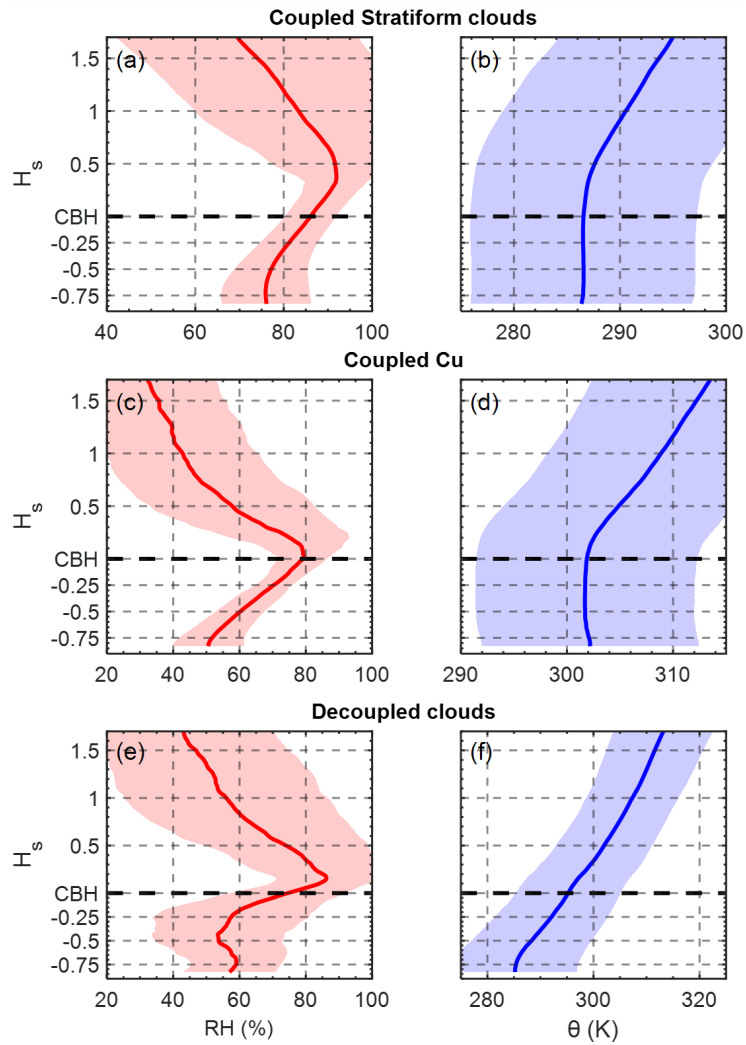 Coupled Stratiform clouds
(a)
(b)
1.5
1
0.5
CBH
-0.25
-0.5
-0.75
H_s
40 60 80 100
280 290 300
Coupled Cu
(c)
(d)
1.5
1
0.5
CBH
-0.25
-0.5
-0.75
H_s
20 40 60 80 100
290 300 310
Decoupled clouds
(e)
(f)
1.5
1
0.5
CBH
-0.25
-0.5
-0.75
H_s
20 40 60 80 100
280 300 320
RH (%)
θ (K)